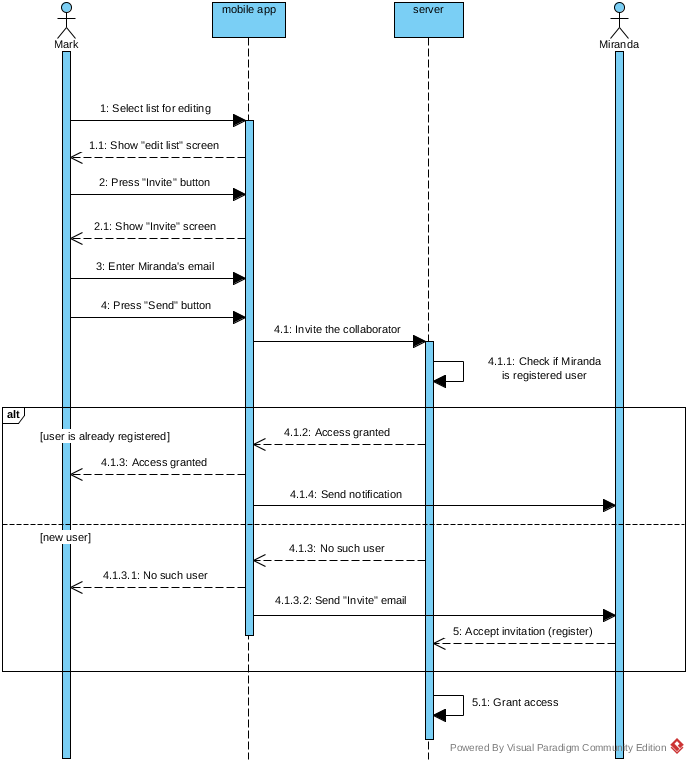 Mark
mobile app
server
Miranda
1: Select list for editing
1.1: Show "edit list" screen
2: Press "Invite" button
2.1: Show "Invite" screen
3: Enter Miranda's email
4: Press "Send" button
4.1: Invite the collaborator
4.1.1: Check if Miranda
is registered user
alt
[user is already registered]
4.1.2: Access granted
4.1.3: Access granted
4.1.4: Send notification
[new user]
4.1.3: No such user
4.1.3.1: No such user
4.1.3.2: Send "Invite" email
5: Accept invitation (register)
5.1: Grant access
Powered By Visual Paradigm Community Edition